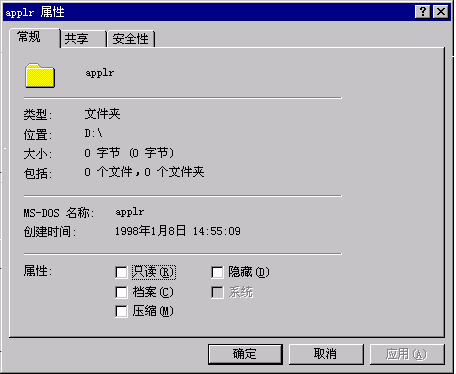 applr 属性
常规 共享 安全性
applr
类型: 文件夹
位置: D:\
大小: 0 字节 (0 字节)
包括: 0 个文件，0 个文件夹
MS-DOS 名称: applr
创建时间: 1998年1月8日 14:55:09
属性: 只读(R) 隐藏(D)
档案(C) 系统
压缩(M)
确定 取消 应用(A)